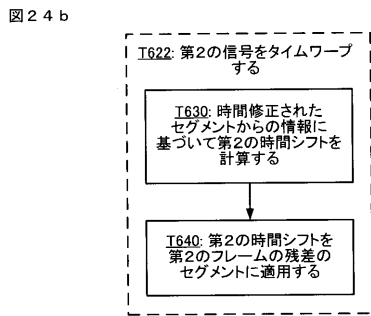 図24b
T622: 第2の信号をタイムワープ
する
T630: 時間修正された
セグメントからの情報に
基づいて第2の時間シフトを
計算する
T640: 第2の時間シフトを
第2のフレームの残差の
セグメントに適用する